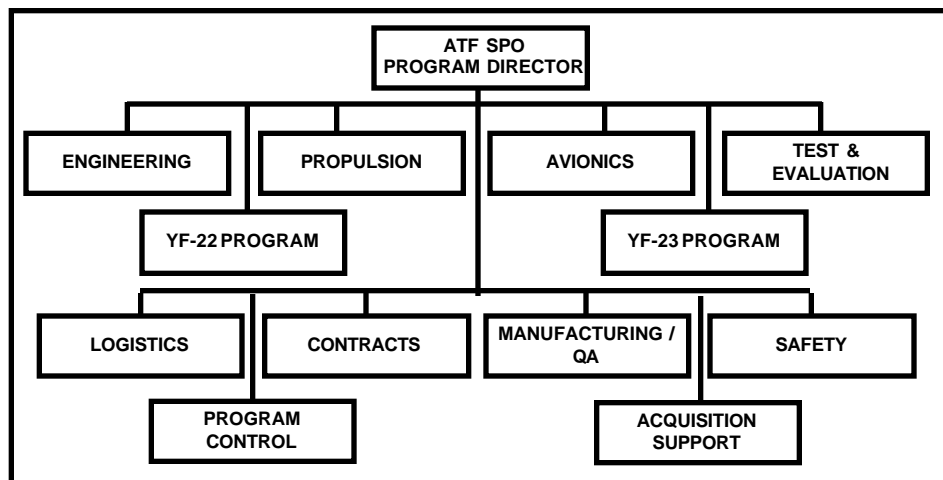 ATF SPO
PROGRAM DIRECTOR
ENGINEERING
PROPULSION
AVIONICS
TEST &
EVALUATION
YF-22 PROGRAM
YF-23 PROGRAM
LOGISTICS
CONTRACTS
MANUFACTURING /
QA
SAFETY
PROGRAM
CONTROL
ACQUISITION
SUPPORT